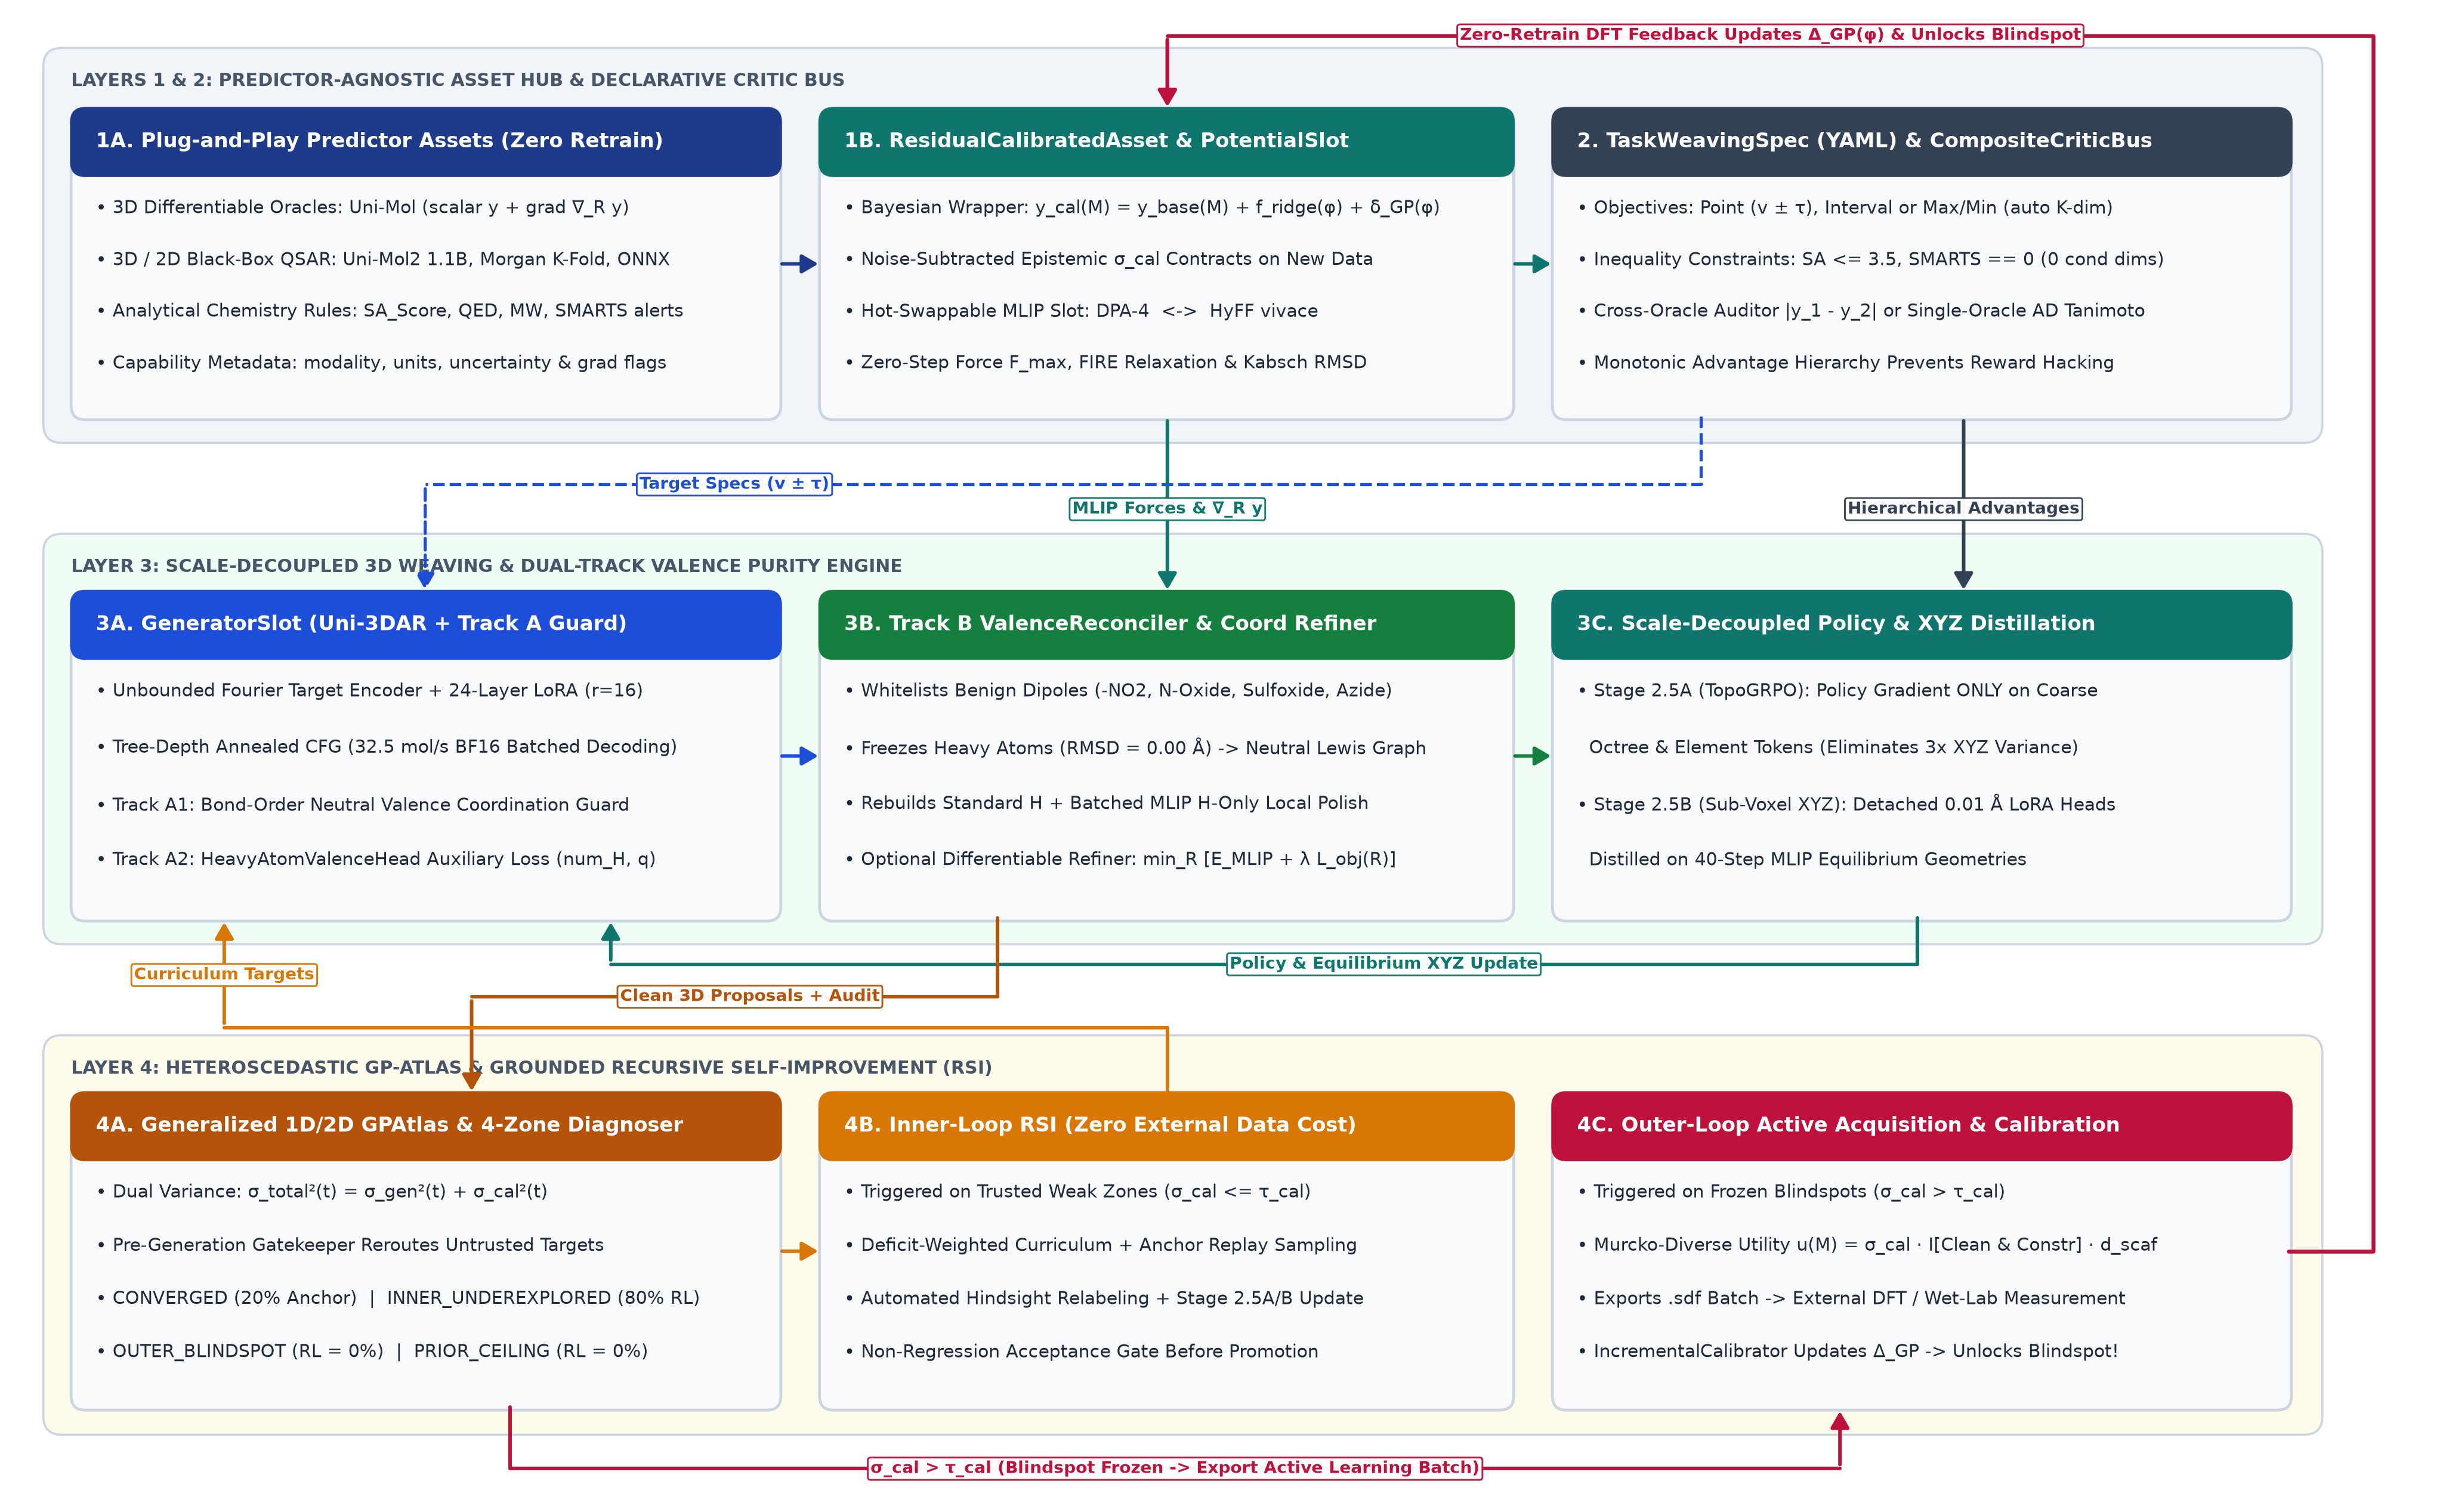 Zero-Retrain DFT Feedback Updates Δ_GP(φ) & Unlocks Blindspot
LAYERS 1 & 2: PREDICTOR-AGNOSTIC ASSET HUB & DECLARATIVE CRITIC BUS
1A. Plug-and-Play Predictor Assets (Zero Retrain)
• 3D Differentiable Oracles: Uni-Mol (scalar y + grad ∇_R y)
• 3D / 2D Black-Box QSAR: Uni-Mol2 1.1B, Morgan K-Fold, ONNX
• Analytical Chemistry Rules: SA_Score, QED, MW, SMARTS alerts
• Capability Metadata: modality, units, uncertainty & grad flags
1B. ResidualCalibratedAsset & PotentialSlot
• Bayesian Wrapper: y_cal(M) = y_base(M) + f_ridge(φ) + δ_GP(φ)
• Noise-Subtracted Epistemic σ_cal Contracts on New Data
• Hot-Swappable MLIP Slot: DPA-4 <-> HyFF vivace
• Zero-Step Force F_max, FIRE Relaxation & Kabsch RMSD
2. TaskWeavingSpec (YAML) & CompositeCriticBus
• Objectives: Point (v ± τ), Interval or Max/Min (auto K-dim)
• Inequality Constraints: SA <= 3.5, SMARTS == 0 (0 cond dims)
• Cross-Oracle Auditor |y_1 - y_2| or Single-Oracle AD Tanimoto
• Monotonic Advantage Hierarchy Prevents Reward Hacking
Target Specs (v ± τ)
MLIP Forces & ∇_R y
Hierarchical Advantages
LAYER 3: SCALE-DECOUPLED 3D WEAVING & DUAL-TRACK VALENCE PURITY ENGINE
3A. GeneratorSlot (Uni-3DAR + Track A Guard)
• Unbounded Fourier Target Encoder + 24-Layer LoRA (r=16)
• Tree-Depth Annealed CFG (32.5 mol/s BF16 Batched Decoding)
• Track A1: Bond-Order Neutral Valence Coordination Guard
• Track A2: HeavyAtomValenceHead Auxiliary Loss (num_H, q)
3B. Track B ValenceReconciler & Coord Refiner
• Whitelists Benign Dipoles (-NO2, N-Oxide, Sulfoxide, Azide)
• Freezes Heavy Atoms (RMSD = 0.00 Å) -> Neutral Lewis Graph
• Rebuilds Standard H + Batched MLIP H-Only Local Polish
• Optional Differentiable Refiner: min_R [E_MLIP + λ L_obj(R)]
3C. Scale-Decoupled Policy & XYZ Distillation
• Stage 2.5A (TopoGRPO): Policy Gradient ONLY on Coarse
Octree & Element Tokens (Eliminates 3x XYZ Variance)
• Stage 2.5B (Sub-Voxel XYZ): Detached 0.01 Å LoRA Heads
Distilled on 40-Step MLIP Equilibrium Geometries
Curriculum Targets
Policy & Equilibrium XYZ Update
Clean 3D Proposals + Audit
LAYER 4: HETEROSCEDASTIC GP-ATLAS & GROUNDED RECURSIVE SELF-IMPROVEMENT (RSI)
4A. Generalized 1D/2D GPAtlas & 4-Zone Diagnoser
• Dual Variance: σ_total²(t) = σ_gen²(t) + σ_cal²(t)
• Pre-Generation Gatekeeper Reroutes Untrusted Targets
• CONVERGED (20% Anchor) | INNER_UNDEREXPLORED (80% RL)
• OUTER_BLINDSPOT (RL = 0%) | PRIOR_CEILING (RL = 0%)
4B. Inner-Loop RSI (Zero External Data Cost)
• Triggered on Trusted Weak Zones (σ_cal <= τ_cal)
• Deficit-Weighted Curriculum + Anchor Replay Sampling
• Automated Hindsight Relabeling + Stage 2.5A/B Update
• Non-Regression Acceptance Gate Before Promotion
4C. Outer-Loop Active Acquisition & Calibration
• Triggered on Frozen Blindspots (σ_cal > τ_cal)
• Murcko-Diverse Utility u(M) = σ_cal · I[Clean & Constr] · d_scaf
• Exports .sdf Batch -> External DFT / Wet-Lab Measurement
• IncrementalCalibrator Updates Δ_GP -> Unlocks Blindspot!
σ_cal > τ_cal (Blindspot Frozen -> Export Active Learning Batch)